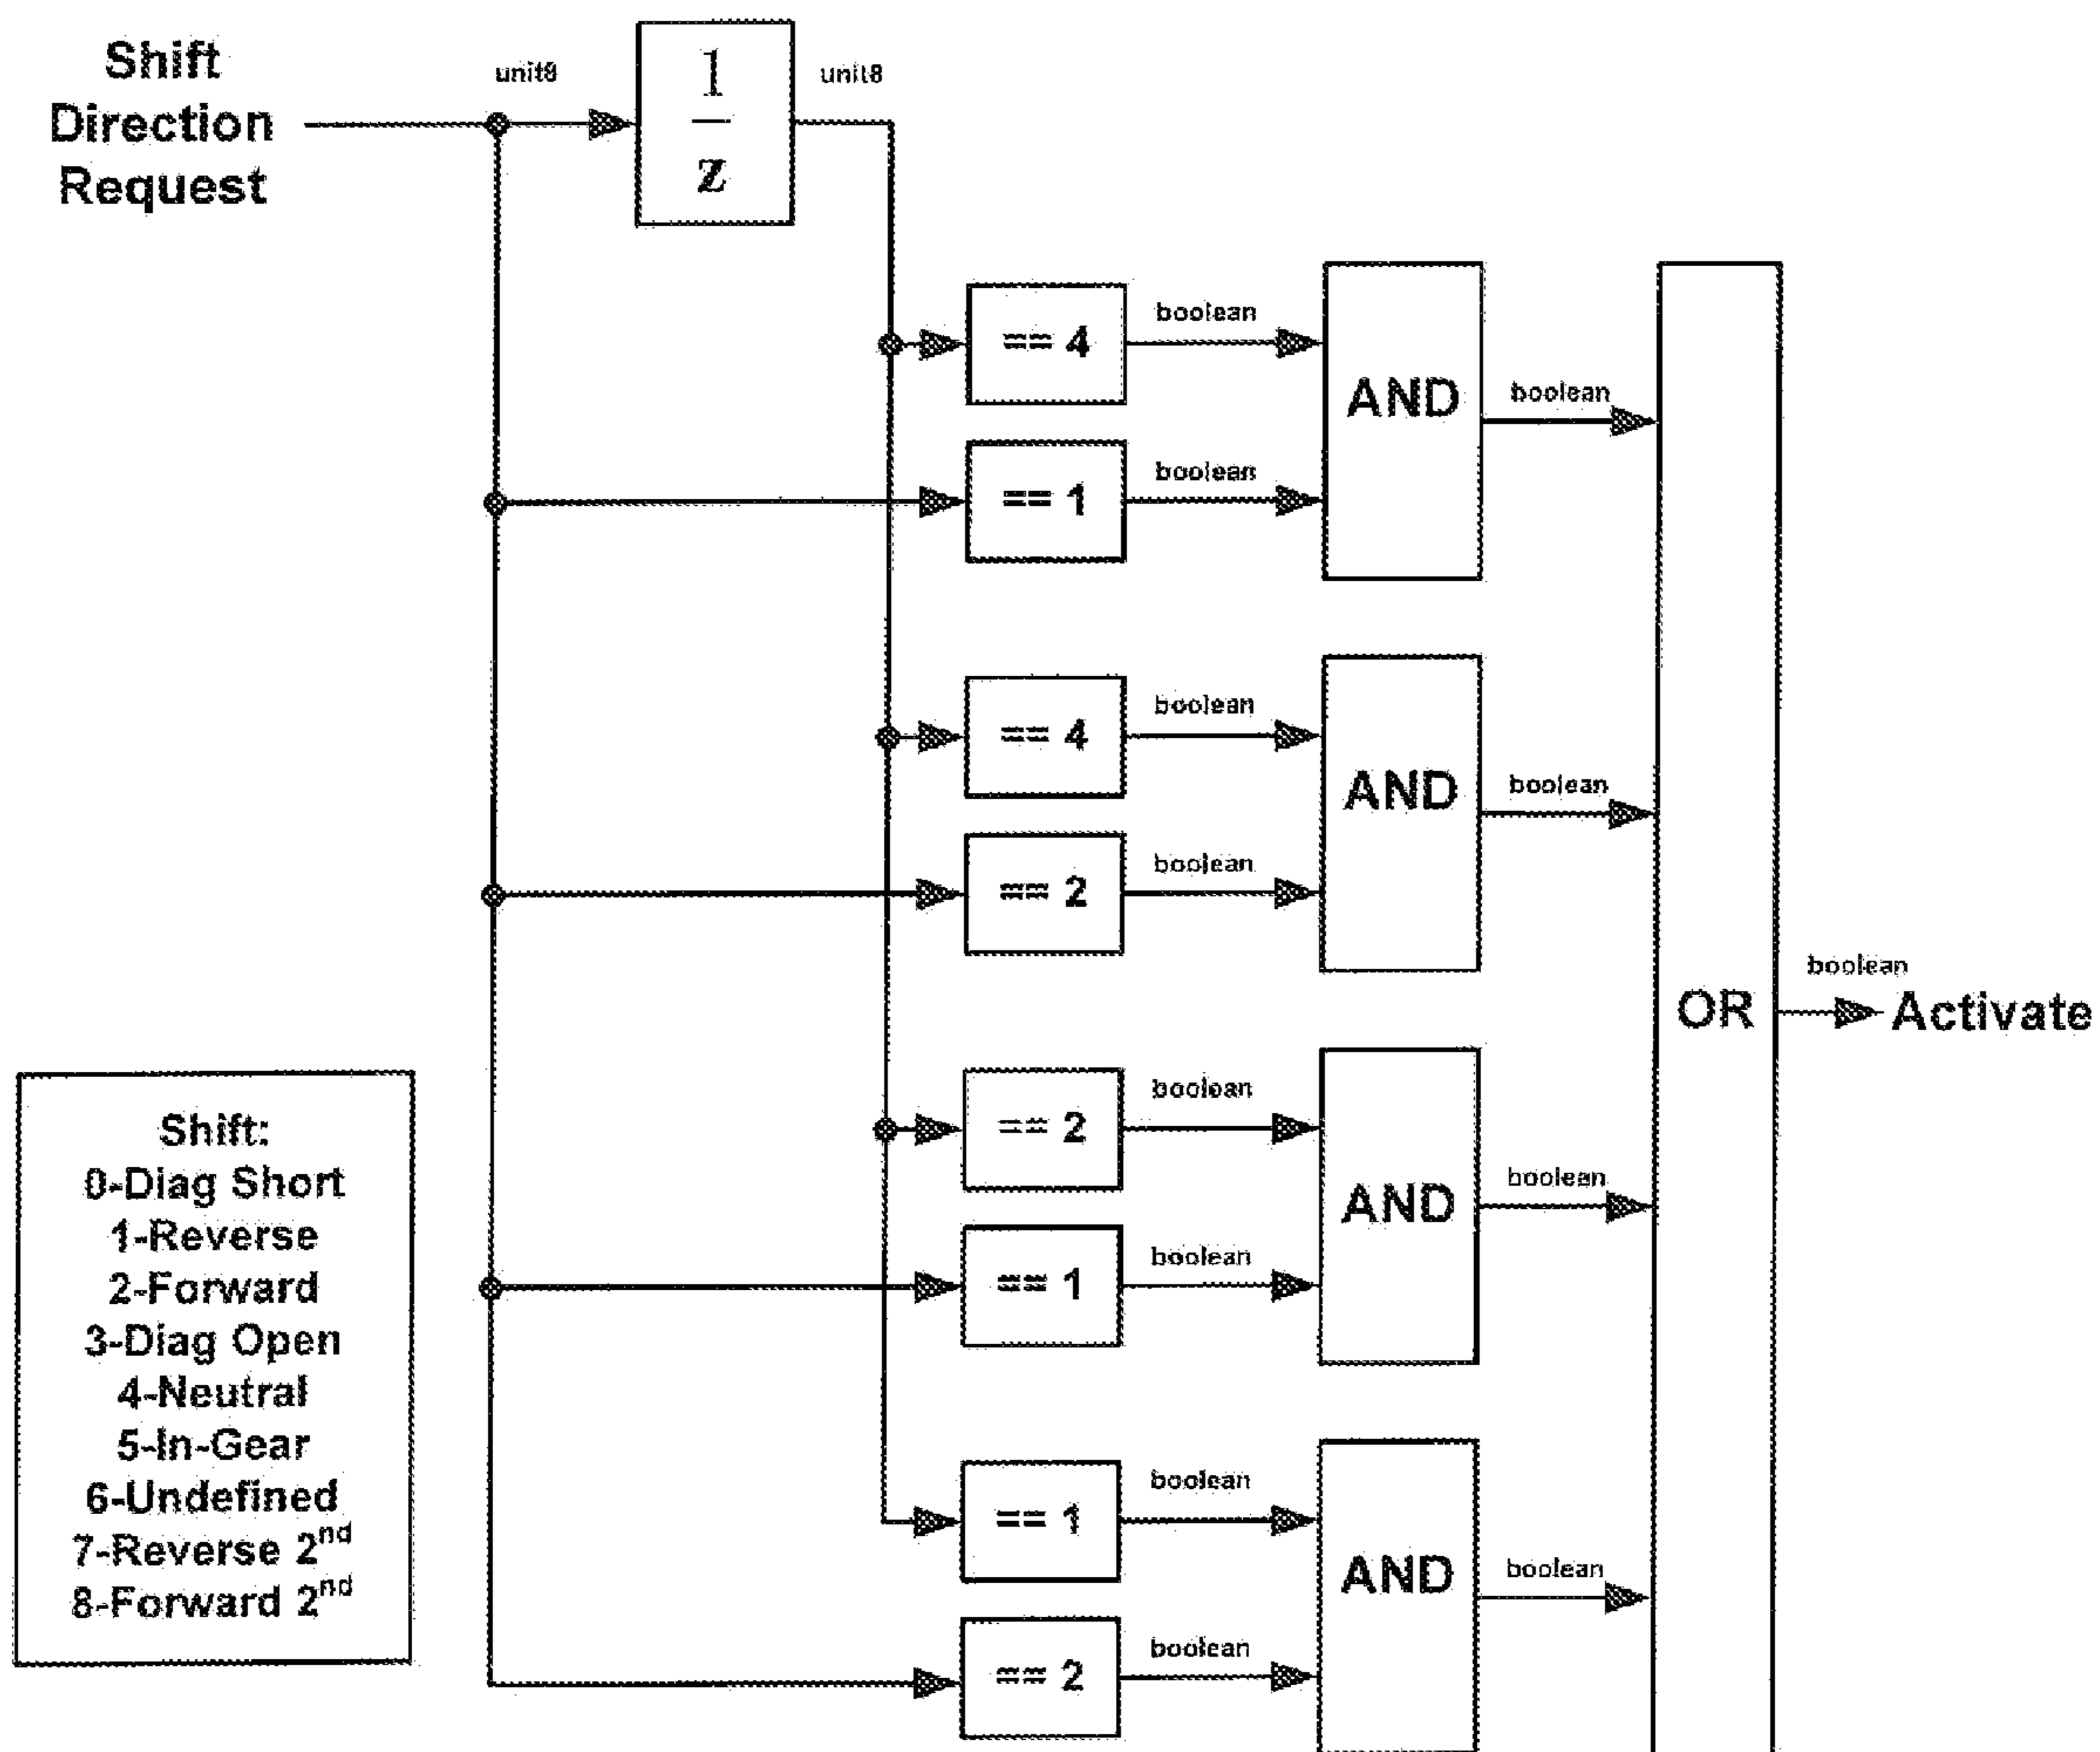 Shift
Direction
Request
unit8
1
z
unit8
== 4
boolean
== 1
boolean
AND
boolean
== 4
boolean
== 2
boolean
AND
boolean
== 2
boolean
== 1
boolean
AND
boolean
== 1
boolean
== 2
boolean
AND
boolean
OR
boolean
Activate
Shift:
0-Diag Short
1-Reverse
2-Forward
3-Diag Open
4-Neutral
5-In-Gear
6-Undefined
7-Reverse 2nd
8-Forward 2nd